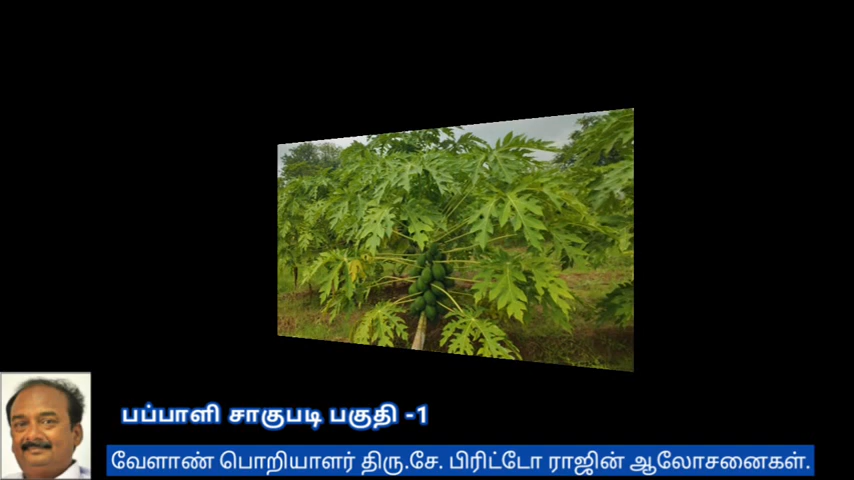 பப்பாளி சாகுபடி பகுதி -1
வேளாண் பொறியாளர் திரு.சே. பிரிட்டோ ராஜின் ஆலோசனைகள்.